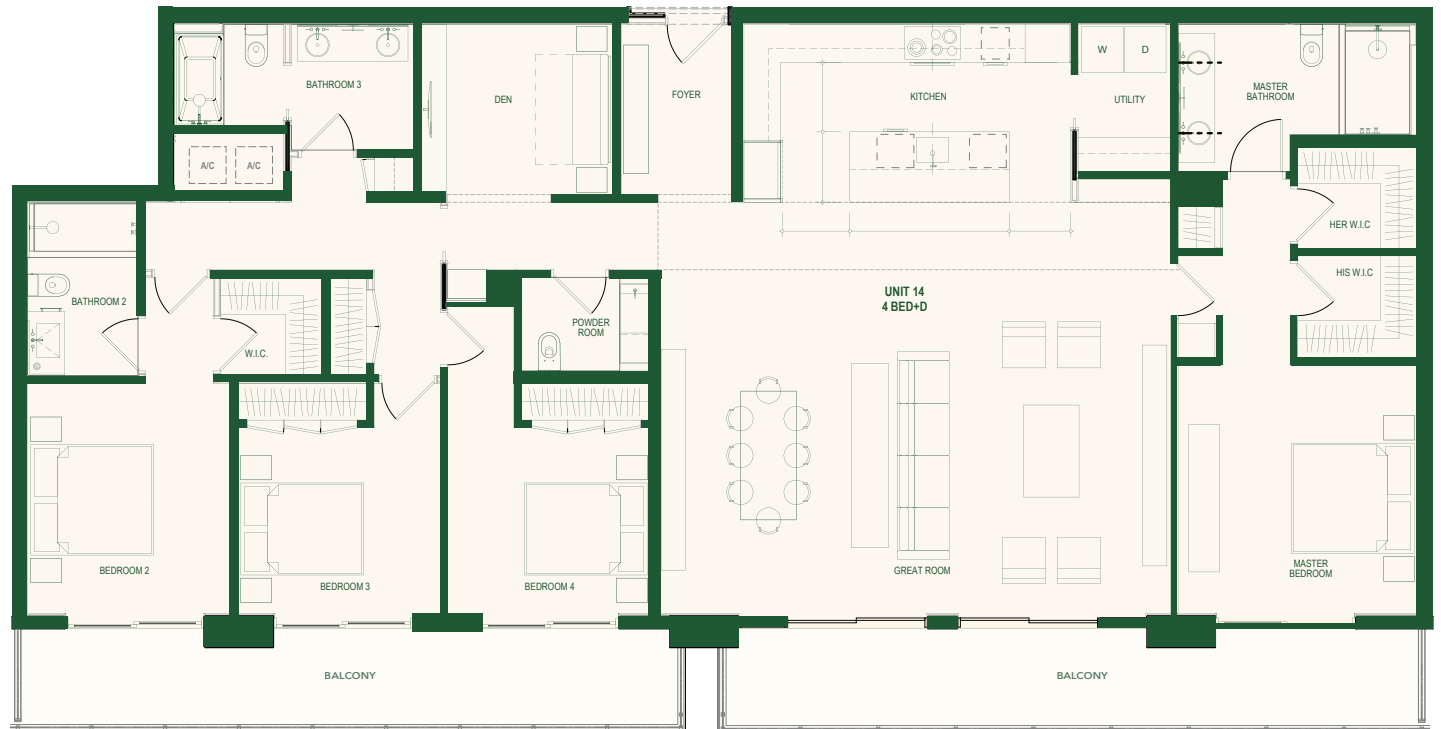 BATHROOM 3
DEN
FOYER
KITCHEN
W
D
UTILITY
MASTER
BATHROOM
A/C
A/C
HER W.I.C
HIS W.I.C
BATHROOM 2
W.I.C.
POWDER
ROOM
UNIT 14
4 BED+D
BEDROOM 2
BEDROOM 3
BEDROOM 4
GREAT ROOM
MASTER
BEDROOM
BALCONY
BALCONY